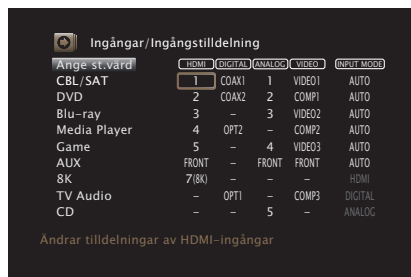 Ingångar/Ingångstilldelning
Ange st.värd HDMI DIGITAL ANALOG VIDEO INPUT MODE
CBL/SAT 1 COAX1 1 VIDEO1 AUTO
DVD 2 COAX2 2 COMP1 AUTO
Blu-ray 3 – 3 VIDEO2 AUTO
Media Player 4 OPT2 – COMP2 AUTO
Game 5 – 4 VIDEO3 AUTO
AUX FRONT – FRONT FRONT AUTO
8K 7(8K) – – – HDMI
TV Audio – OPT1 – COMP3 DIGITAL
CD – – 5 – ANALOG
Ändrar tilldelningar av HDMI-ingångar